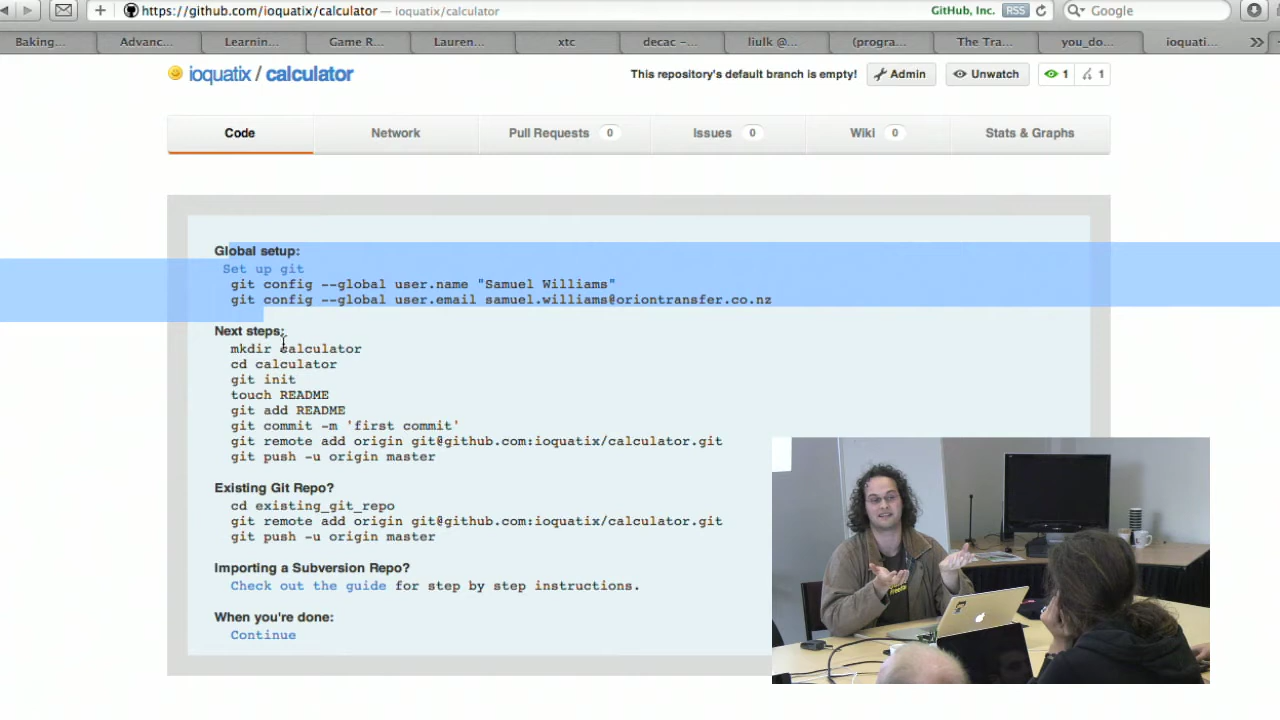 https://github.com/ioquatix/calculator — ioquatix/calculator
GitHub, Inc.
RSS
Google
Baking...
Advanc...
Learnin...
Game R...
Lauren...
xtc
decac -...
liulk @...
(progra...
The Tra...
you_do...
ioquati...
ioquatix / calculator
This repository's default branch is empty!
Admin
Unwatch
1
1
Code
Network
Pull Requests 0
Issues 0
Wiki 0
Stats & Graphs
Global setup:
Set up git
git config --global user.name "Samuel Williams"
git config --global user.email samuel.williams@oriontransfer.co.nz
Next steps:
mkdir calculator
cd calculator
git init
touch README
git add README
git commit -m 'first commit'
git remote add origin git@github.com:ioquatix/calculator.git
git push -u origin master
Existing Git Repo?
cd existing_git_repo
git remote add origin git@github.com:ioquatix/calculator.git
git push -u origin master
Importing a Subversion Repo?
Check out the guide for step by step instructions.
When you're done:
Continue